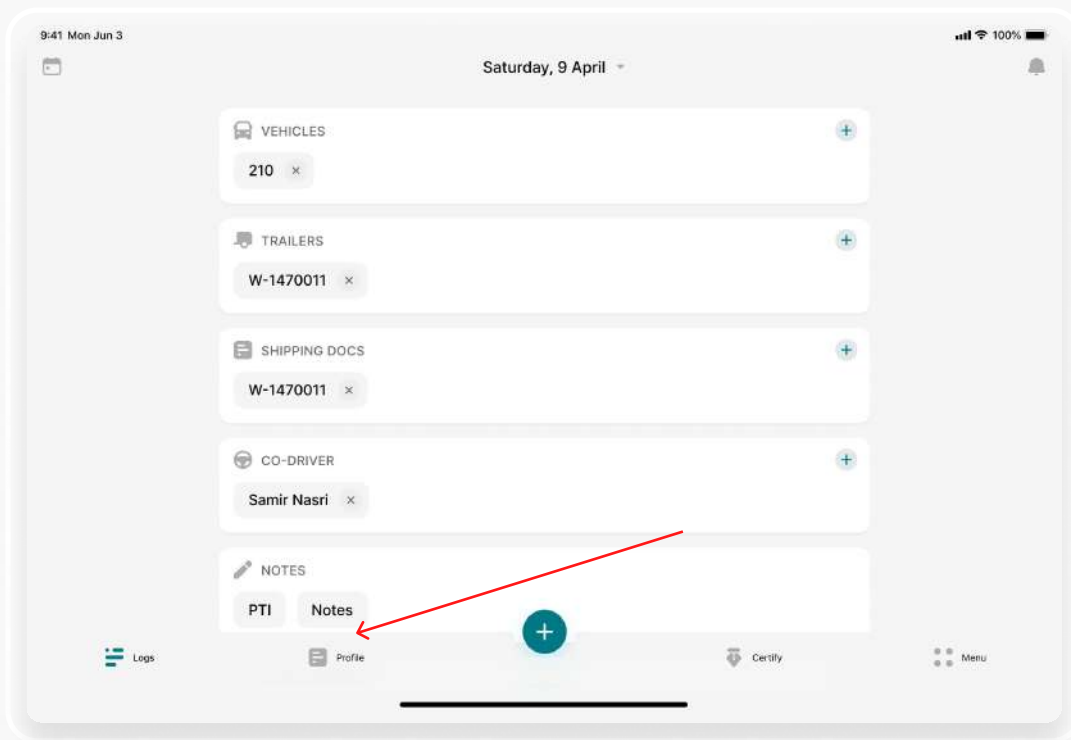 9:41 Mon Jun 3 100%
Saturday, 9 April
VEHICLES
210
TRAILERS
W-1470011
SHIPPING DOCS
W-1470011
CO-DRIVER
Samir Nasri
NOTES
PTI Notes
Logs Profile Certify Menu